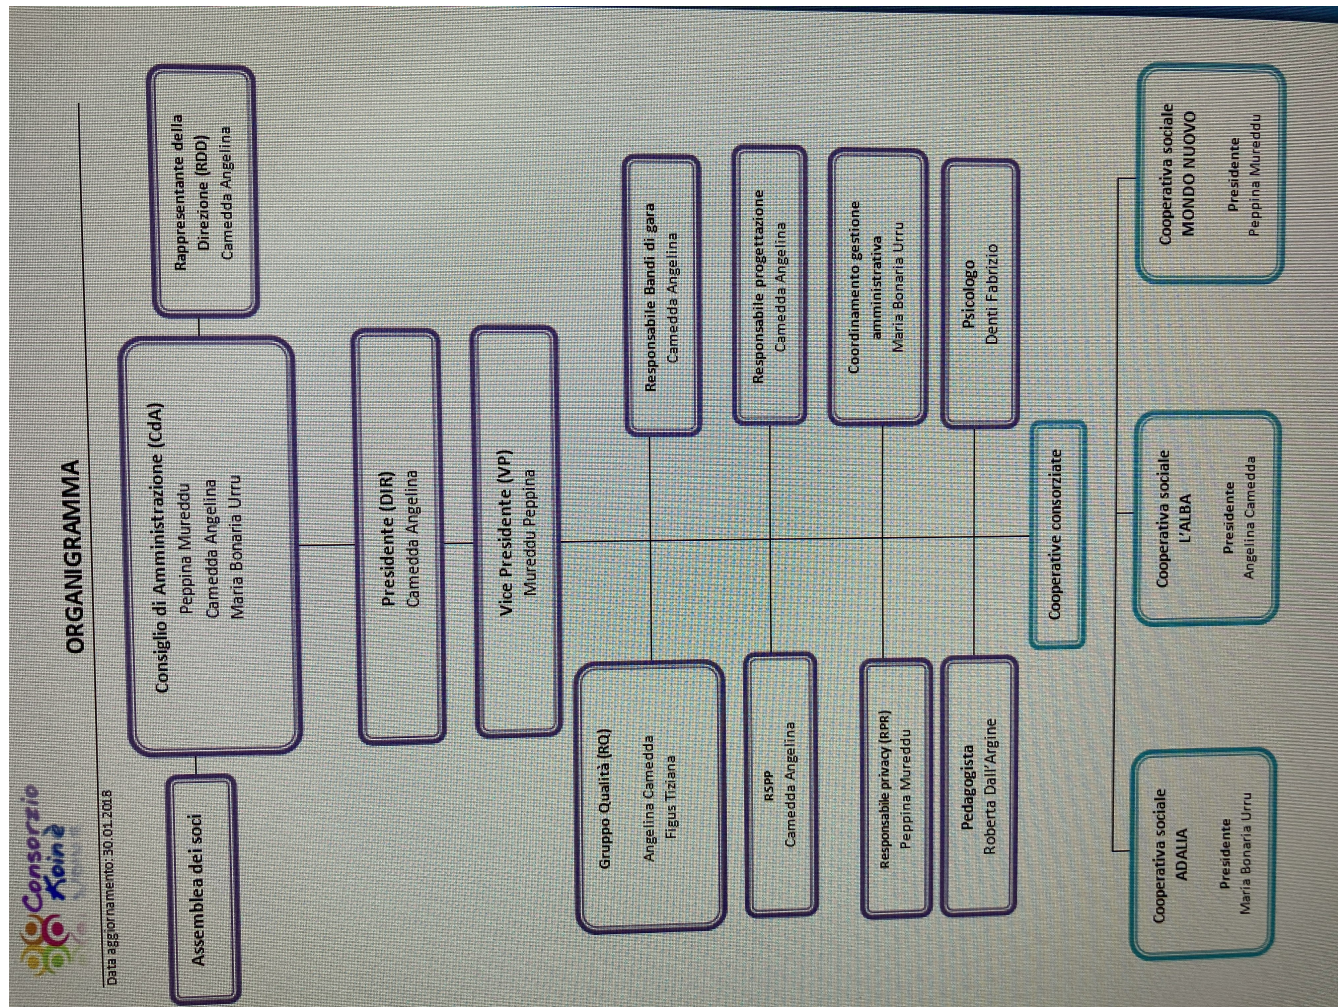 Consorzio
Koinè
ORGANIGRAMMA
Data aggiornamento: 30.01.2018
Assemblea dei soci
Consiglio di Amministrazione (CdA)
Peppina Mureddu
Camedda Angelina
Maria Bonaria Urru
Rappresentante della
Direzione (RDD)
Camedda Angelina
Presidente (DIR)
Camedda Angelina
Vice Presidente (VP)
Mureddu Peppina
Gruppo Qualità (RQ)
Angelina Camedda
Figus Tiziana
Responsabile Bandi di gara
Camedda Angelina
RSPP
Camedda Angelina
Responsabile progettazione
Camedda Angelina
Responsabile privacy (RPR)
Peppina Mureddu
Coordinamento gestione
amministrativa
Maria Bonaria Urru
Pedagogista
Roberta Dall'Argine
Psicologo
Denti Fabrizio
Cooperative consorziate
Cooperativa sociale
ADALIA
Presidente
Maria Bonaria Urru
Cooperativa sociale
L'ALBA
Presidente
Angelina Camedda
Cooperativa sociale
MONDO NUOVO
Presidente
Peppina Mureddu